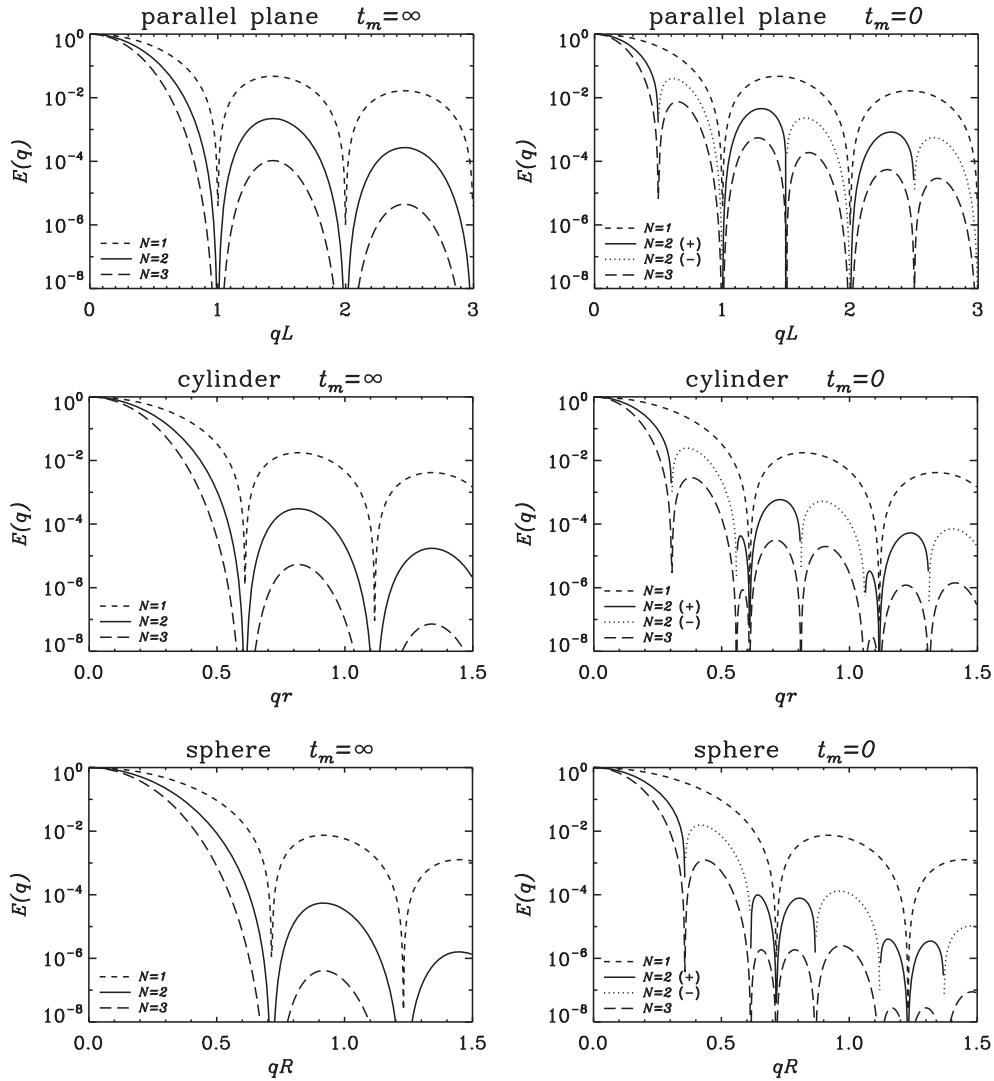 parallel plane t_m=∞
10^0
10^-2
10^-4
10^-6
10^-8
E(q)
N=1
N=2
N=3
0 1 2 3
qL
parallel plane t_m=0
10^0
10^-2
10^-4
10^-6
10^-8
E(q)
N=1
N=2 (+)
N=2 (-)
N=3
0 1 2 3
qL
cylinder t_m=∞
10^0
10^-2
10^-4
10^-6
10^-8
E(q)
N=1
N=2
N=3
0.0 0.5 1.0 1.5
qr
cylinder t_m=0
10^0
10^-2
10^-4
10^-6
10^-8
E(q)
N=1
N=2 (+)
N=2 (-)
N=3
0.0 0.5 1.0 1.5
qr
sphere t_m=∞
10^0
10^-2
10^-4
10^-6
10^-8
E(q)
N=1
N=2
N=3
0.0 0.5 1.0 1.5
qR
sphere t_m=0
10^0
10^-2
10^-4
10^-6
10^-8
E(q)
N=1
N=2 (+)
N=2 (-)
N=3
0.0 0.5 1.0 1.5
qR